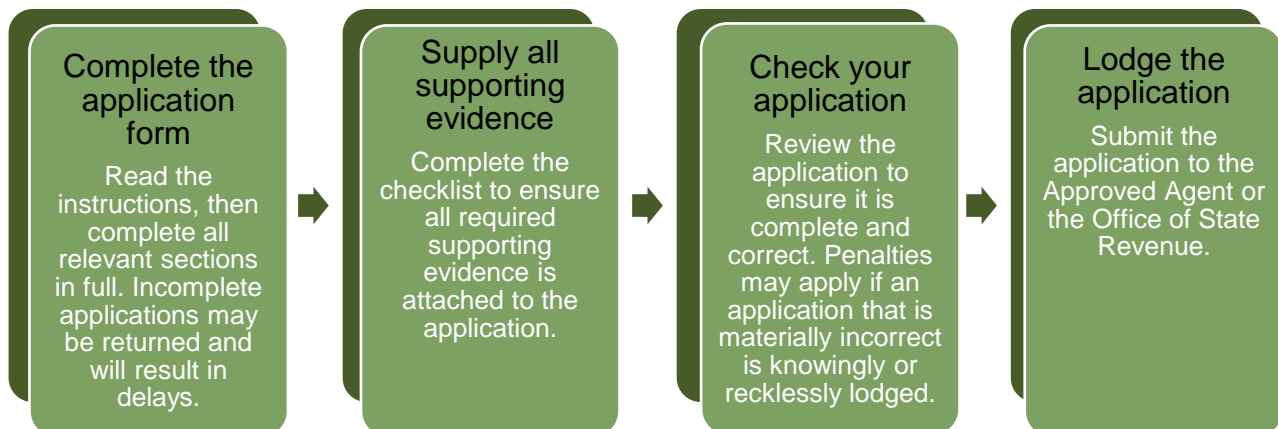 Complete the
application
form
Read the
instructions, then
complete all
relevant sections
in full. Incomplete
applications may
be returned and
will result in
delays.
Supply all
supporting
evidence
Complete the
checklist to ensure
all required
supporting
evidence is
attached to the
application.
Check your
application
Review the
application to
ensure it is
complete and
correct. Penalties
may apply if an
application that is
materially incorrect
is knowingly or
recklessly lodged.
Lodge the
application
Submit the
application to the
Approved Agent or
the Office of State
Revenue.